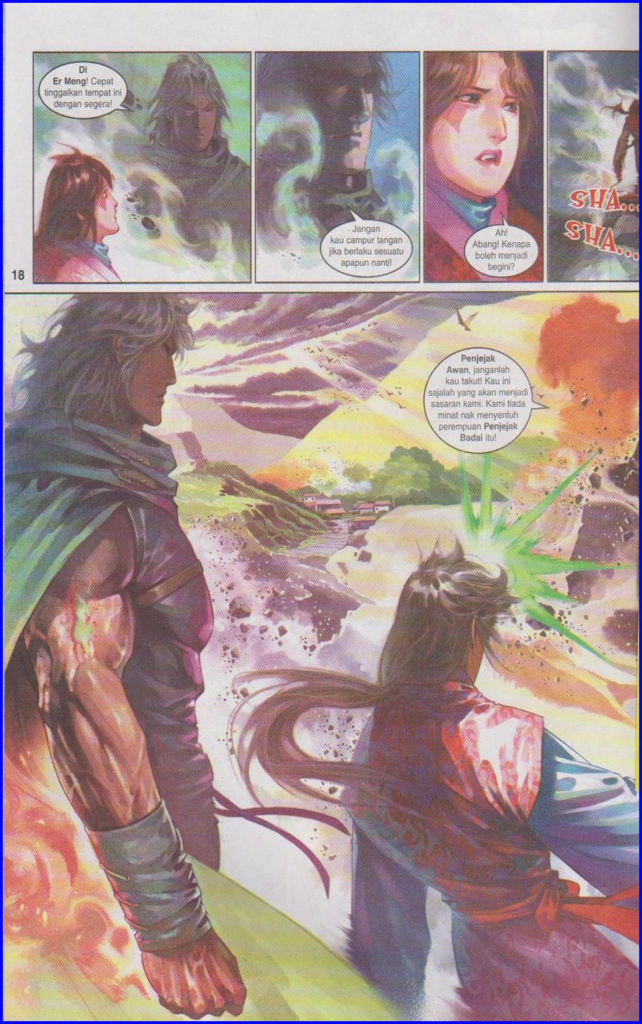 Di
Er Meng! Cepat
tinggalkan tempat ini
dengan segera!
Jangan
kau campur tangan
jika berlaku sesuatu
apapun nanti!
Ah!
Abang! Kenapa
boleh menjadi
begini?
SHA...
SHA...
18
Penjejak
Awan, janganlah
kau takut! Kau ini
sajalah yang akan menjadi
sasaran kami. Kami tiada
minat nak menyentuh
perempuan Penjejak
Badai itu!